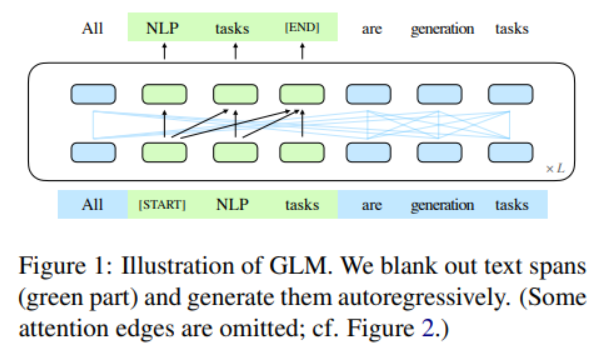 All NLP tasks [END] are generation tasks
×L
All [START] NLP tasks are generation tasks
Figure 1: Illustration of GLM. We blank out text spans
(green part) and generate them autoregressively. (Some
attention edges are omitted; cf. Figure 2.)